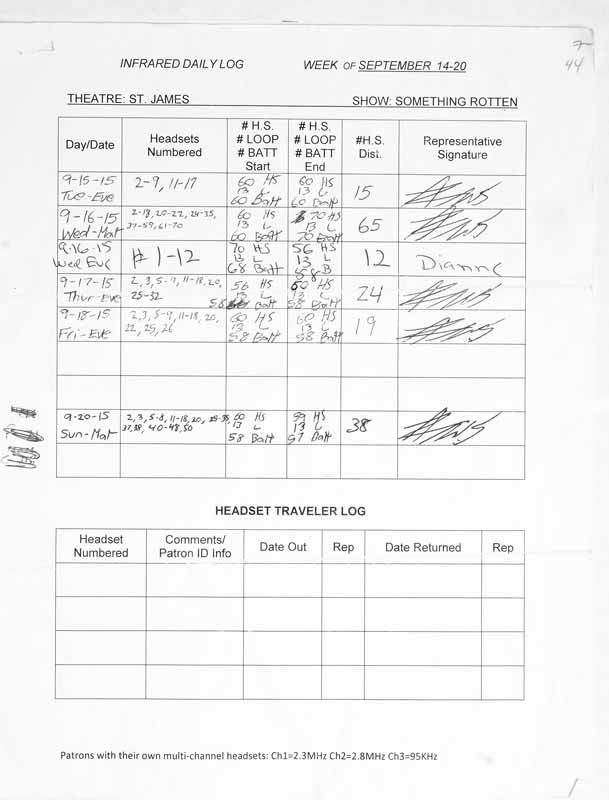 7
44
INFRARED DAILY LOG WEEK OF SEPTEMBER 14-20
THEATRE: ST. JAMES SHOW: SOMETHING ROTTEN
Day/Date Headsets Numbered # H.S. # LOOP # BATT Start # H.S. # LOOP # BATT End #H.S. Dist. Representative Signature
9-15-15 2-9, 11-17 60 HS 60 HS 15
Tue-Eve 13 L 13 L
60 Batt 60 Batt
9-16-15 2-18, 20-22, 24-35, 60 HS 70 HS 65
Wed-Mat 37-59, 61-70 13 L 13 L
60 Batt 70 Batt
9-16-15 # 1-12 70 HS 56 HS 12 Dianne
Wed Eve 13 L 13 L
68 Batt 58 B
9-17-15 2, 3, 5-9, 11-18, 20, 56 HS 60 HS 24
Thur-Eve 25-32 13 L 13 L
58 Batt 58 Batt
9-18-15 2, 3, 5-9, 11-18, 20, 60 HS 60 HS 19
Fri-Eve 22, 25, 26 13 L 13 L
58 Batt 58 Batt
9-20-15 2, 3, 5-8, 11-18, 20, 60 HS 59 HS 38
Sun-Mat 37, 38, 40-48, 50 13 L 13 L
58 Batt 57 Batt
HEADSET TRAVELER LOG
Headset Numbered Comments/ Patron ID Info Date Out Rep Date Returned Rep
Patrons with their own multi-channel headsets: Ch1=2.3MHz Ch2=2.8MHz Ch3=95KHz